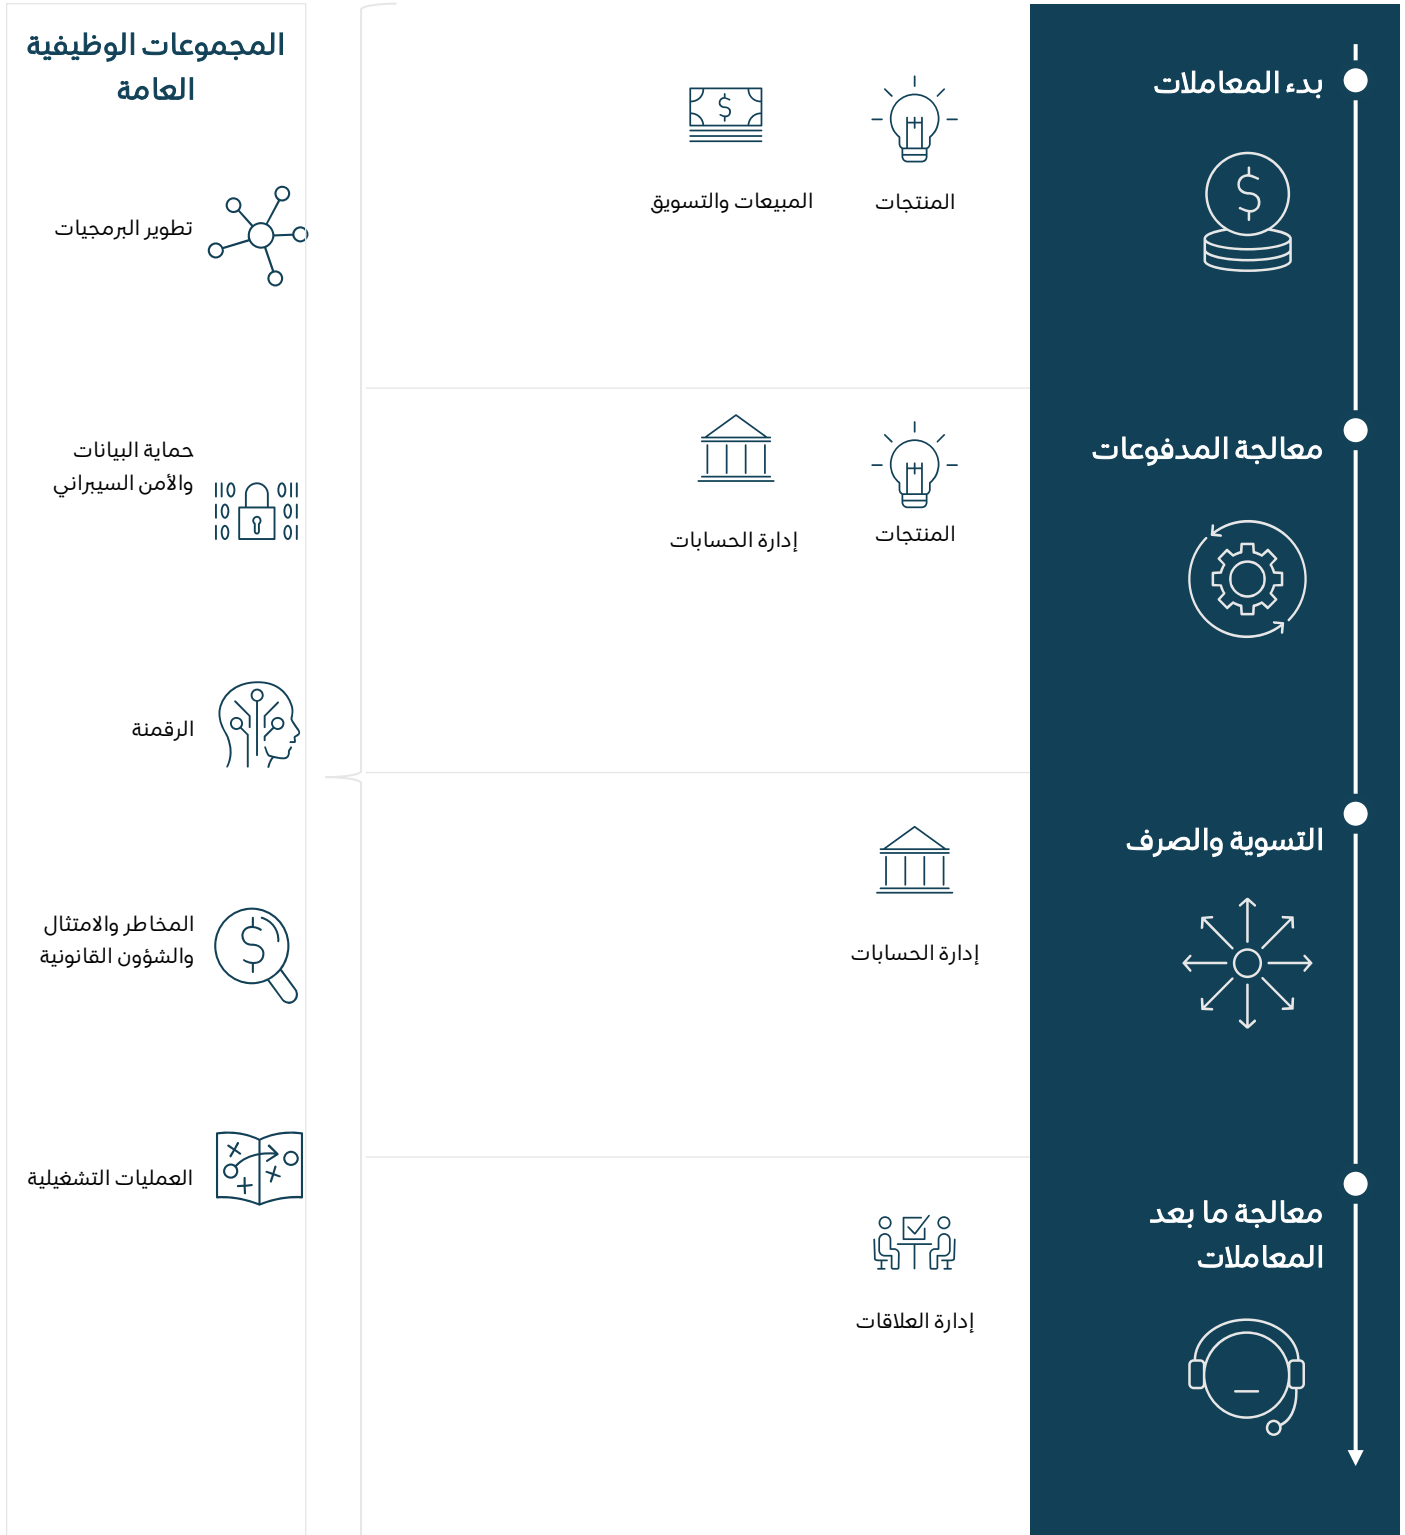 بدء المعاملات
المنتجات
المبيعات والتسويق
معالجة المدفوعات
المنتجات
إدارة الحسابات
التسوية والصرف
إدارة الحسابات
معالجة ما بعد
المعاملات
إدارة العلاقات
المجموعات الوظيفية
العامة
تطوير البرمجيات
حماية البيانات
والأمن السيبراني
الرقمنة
المخاطر والامتثال
والشؤون القانونية
العمليات التشغيلية